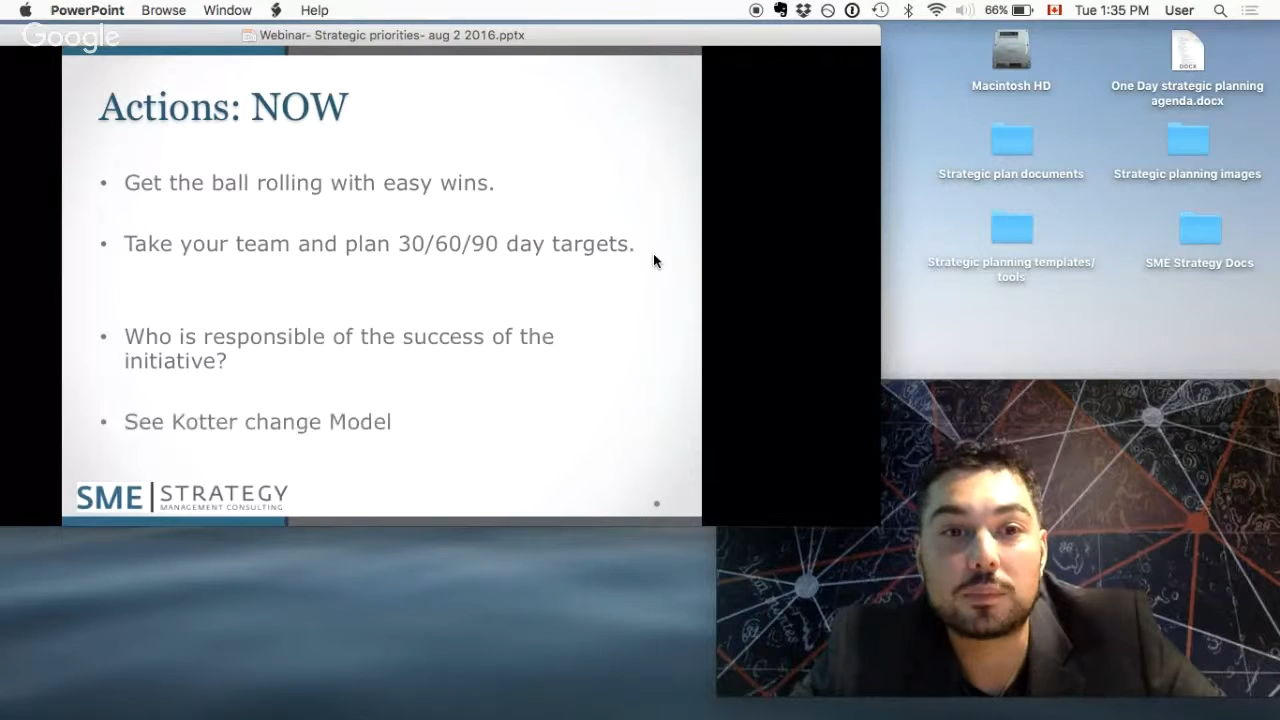 PowerPoint Browse Window Help 66% Tue 1:35 PM User
Google
Webinar- Strategic priorities- aug 2 2016.pptx
Actions: NOW
• Get the ball rolling with easy wins.
• Take your team and plan 30/60/90 day targets.
• Who is responsible of the success of the
initiative?
• See Kotter change Model
SME | STRATEGY
MANAGEMENT CONSULTING
Macintosh HD
DOCX
One Day strategic planning
agenda.docx
Strategic plan documents
Strategic planning images
Strategic planning templates/
tools
SME Strategy Docs